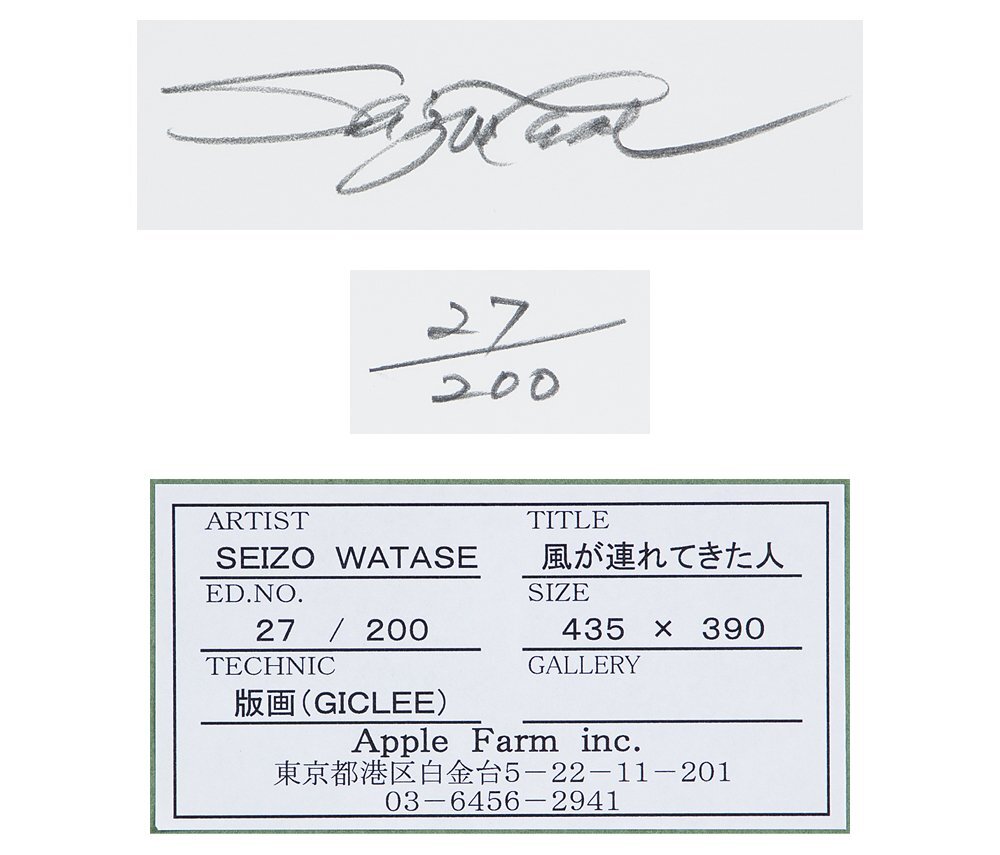 27
200
ARTIST
SEIZO WATASE
TITLE
風が連れてきた人
ED.NO.
27 / 200
SIZE
435 × 390
TECHNIC
版画(GICLEE)
GALLERY
Apple Farm inc.
東京都港区白金台5−22−11−201
03−6456−2941